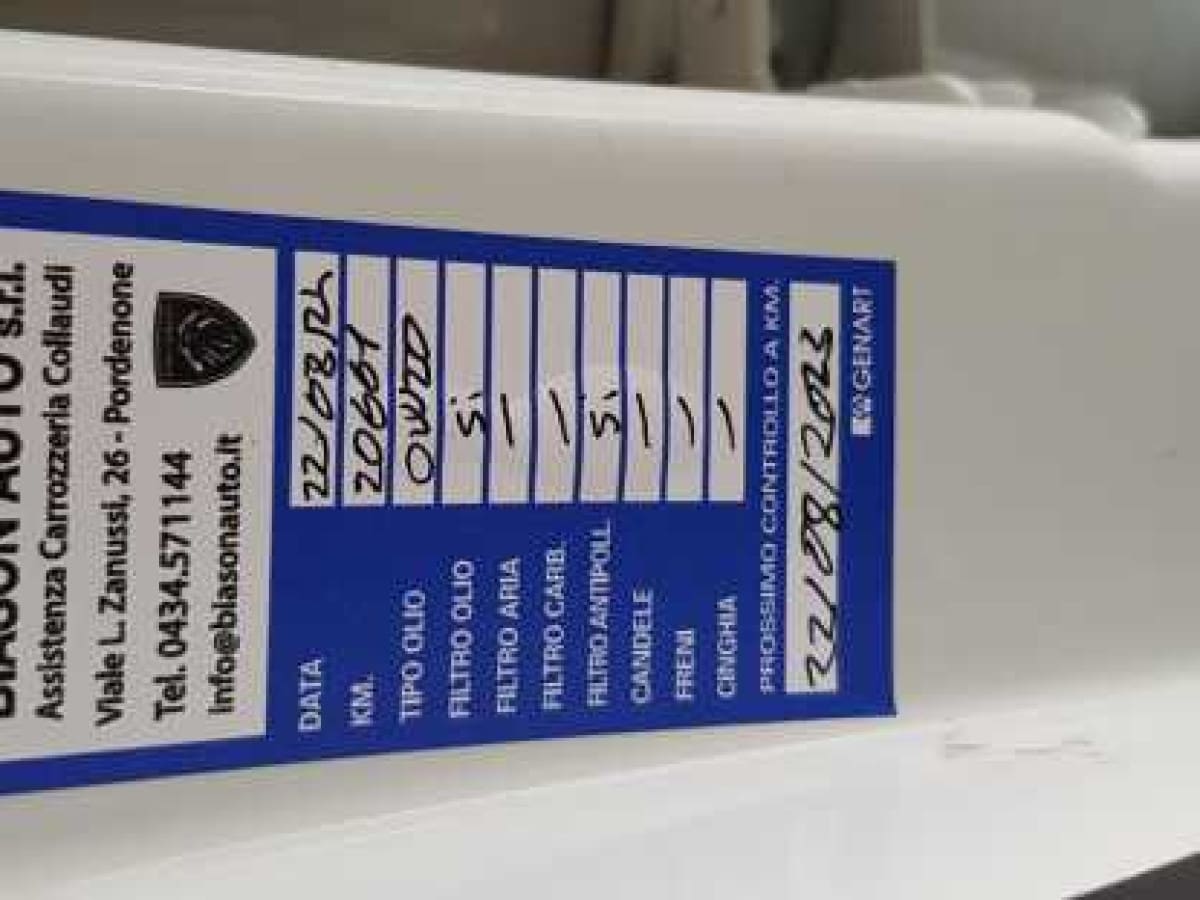 BIASON AUTO s.r.l.
Assistenza Carrozzeria Collaudi
Viale L. Zanussi, 26 - Pordenone
Tel. 0434.571144
info@blasonauto.it
DATA 22/08/22
KM. 20661
TIPO OLIO
FILTRO OLIO Si
FILTRO ARIA —
FILTRO CARB. —
FILTRO ANTIPOLL. Si
CANDELE —
FRENI —
CINGHIA —
PROSSIMO CONTROLLO A KM.
22/08/2023
GENART